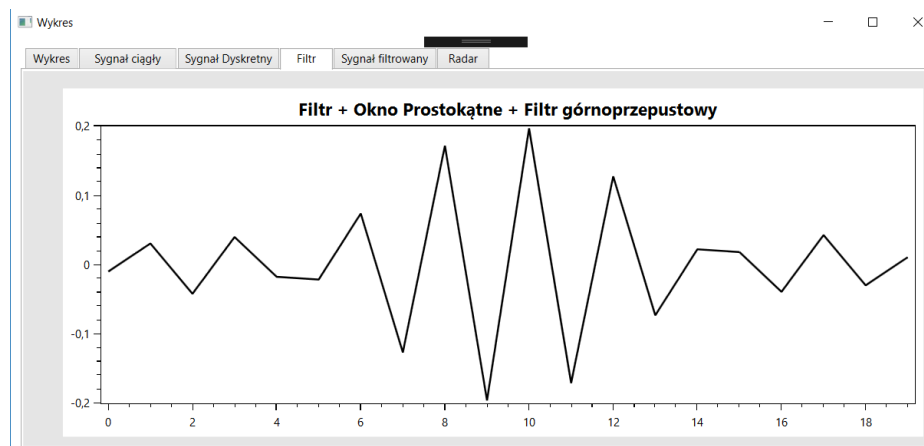 Wykres
Wykres Sygnał ciągły Sygnał Dyskretny Filtr Sygnał filtrowany Radar
Filtr + Okno Prostokątne + Filtr górnoprzepustowy
0,2
0,1
0
-0,1
-0,2
0 2 4 6 8 10 12 14 16 18